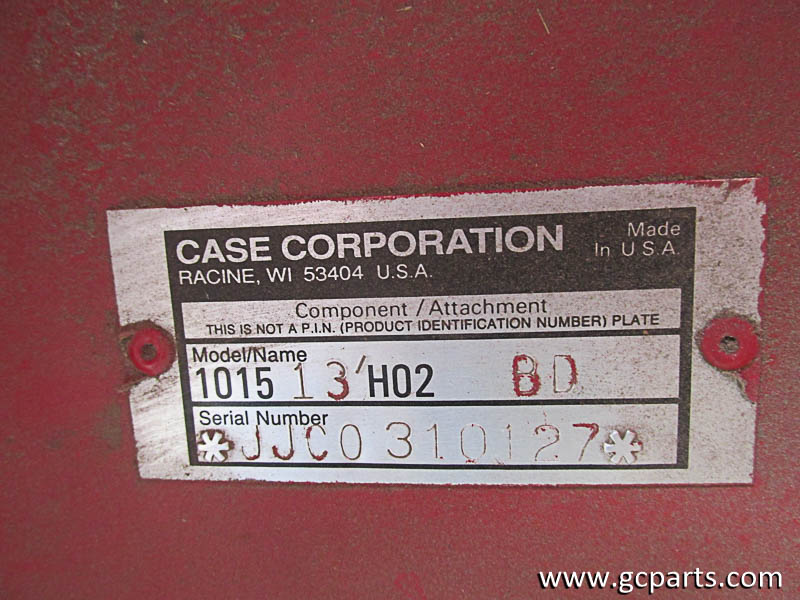 CASE CORPORATION
Made
In U S A
RACINE, WI 53404 U.S.A.
Component / Attachment
THIS IS NOT A P.I.N. (PRODUCT IDENTIFICATION NUMBER) PLATE
Model/Name
1015 13' H02 BD
Serial Number
*JJC0310127*
www.gcparts.com